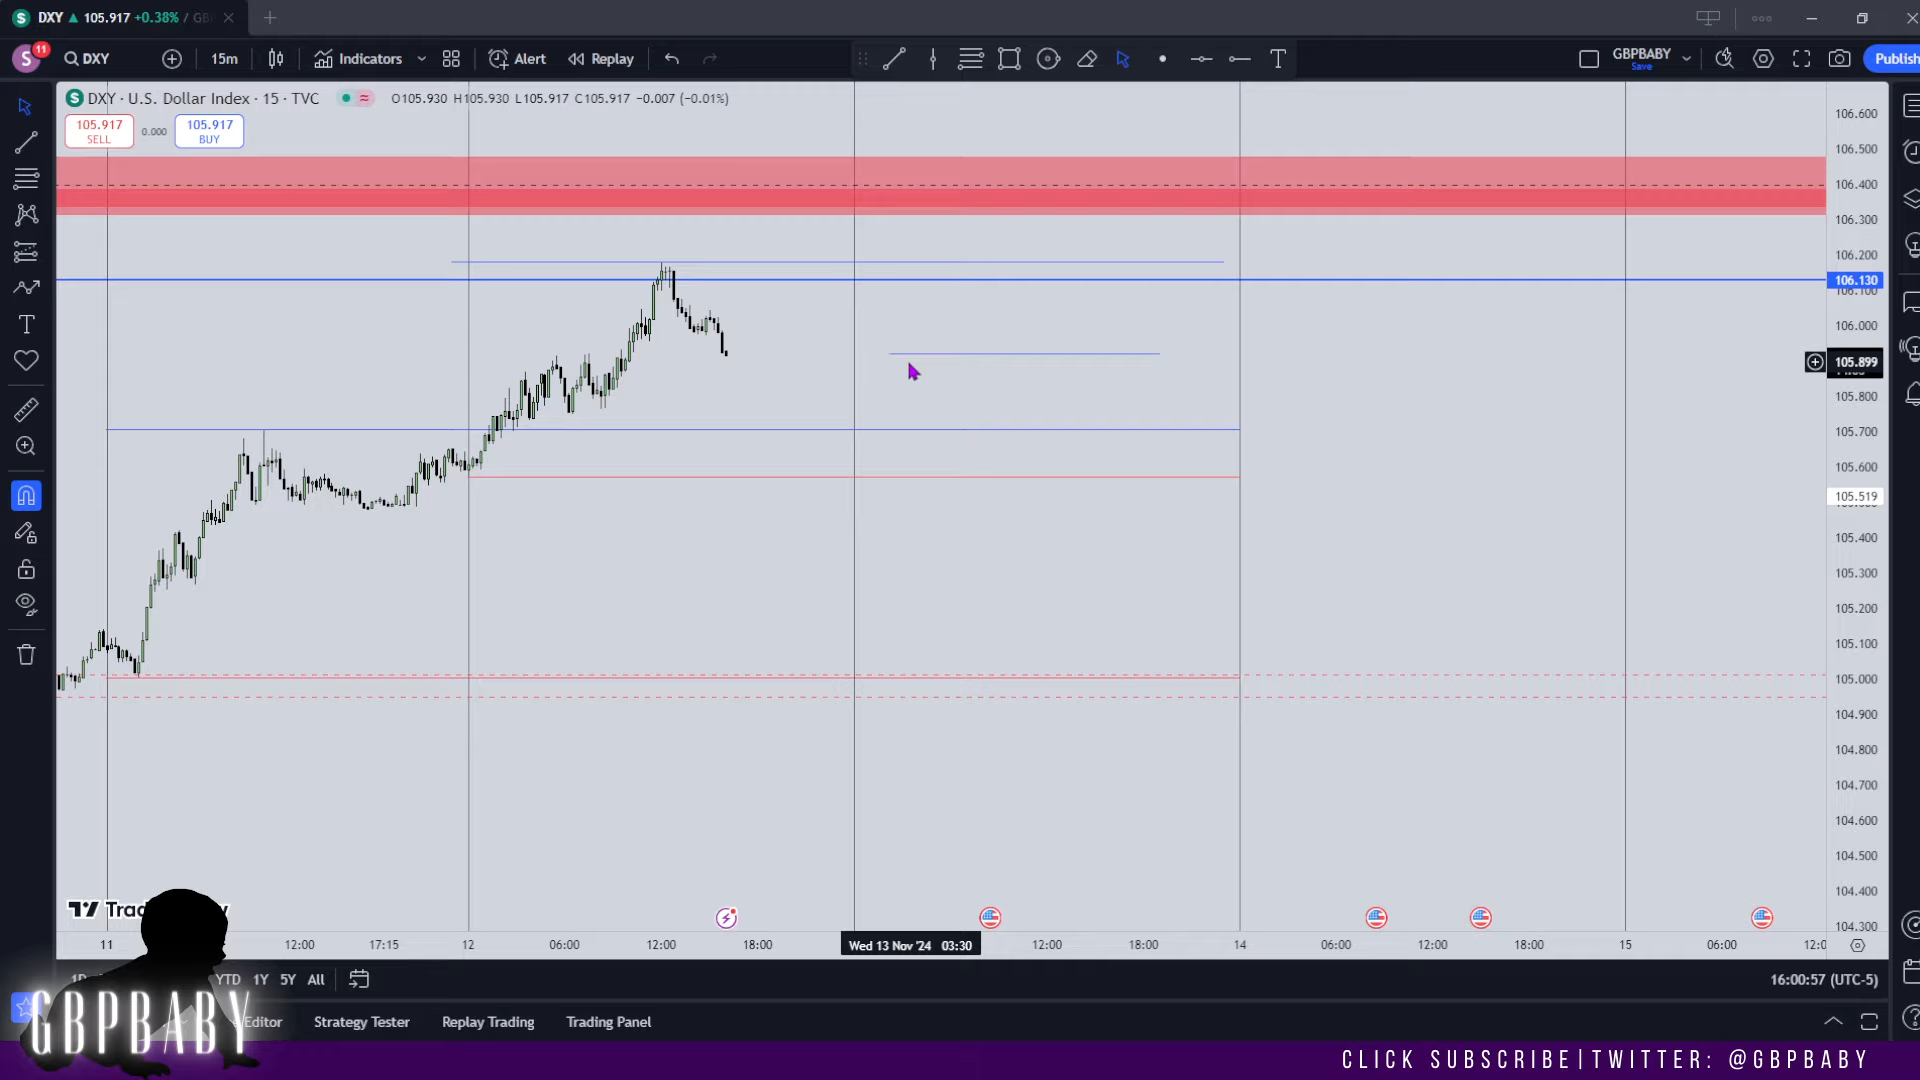 DXY ▲ 105.917 +0.38% / GB
DXY
15m
Indicators
Alert
Replay
GBPBABY
Save
Publish
S
11
DXY · U.S. Dollar Index · 15 · TVC
O105.930 H105.930 L105.917 C105.917 −0.007 (−0.01%)
105.917
SELL
0.000
105.917
BUY
106.600
106.500
106.400
106.300
106.200
106.130
106.100
106.000
105.899
105.800
105.700
105.600
105.519
105.400
105.300
105.200
105.100
105.000
104.900
104.800
104.700
104.600
104.500
104.400
104.300
11
12:00
17:15
12
06:00
12:00
18:00
Wed 13 Nov '24 03:30
12:00
18:00
14
06:00
12:00
18:00
15
06:00
12:0
YTD
1Y
5Y
All
16:00:57 (UTC-5)
Editor
Strategy Tester
Replay Trading
Trading Panel
GBPBABY
CLICK SUBSCRIBE|TWITTER: @GBPBABY